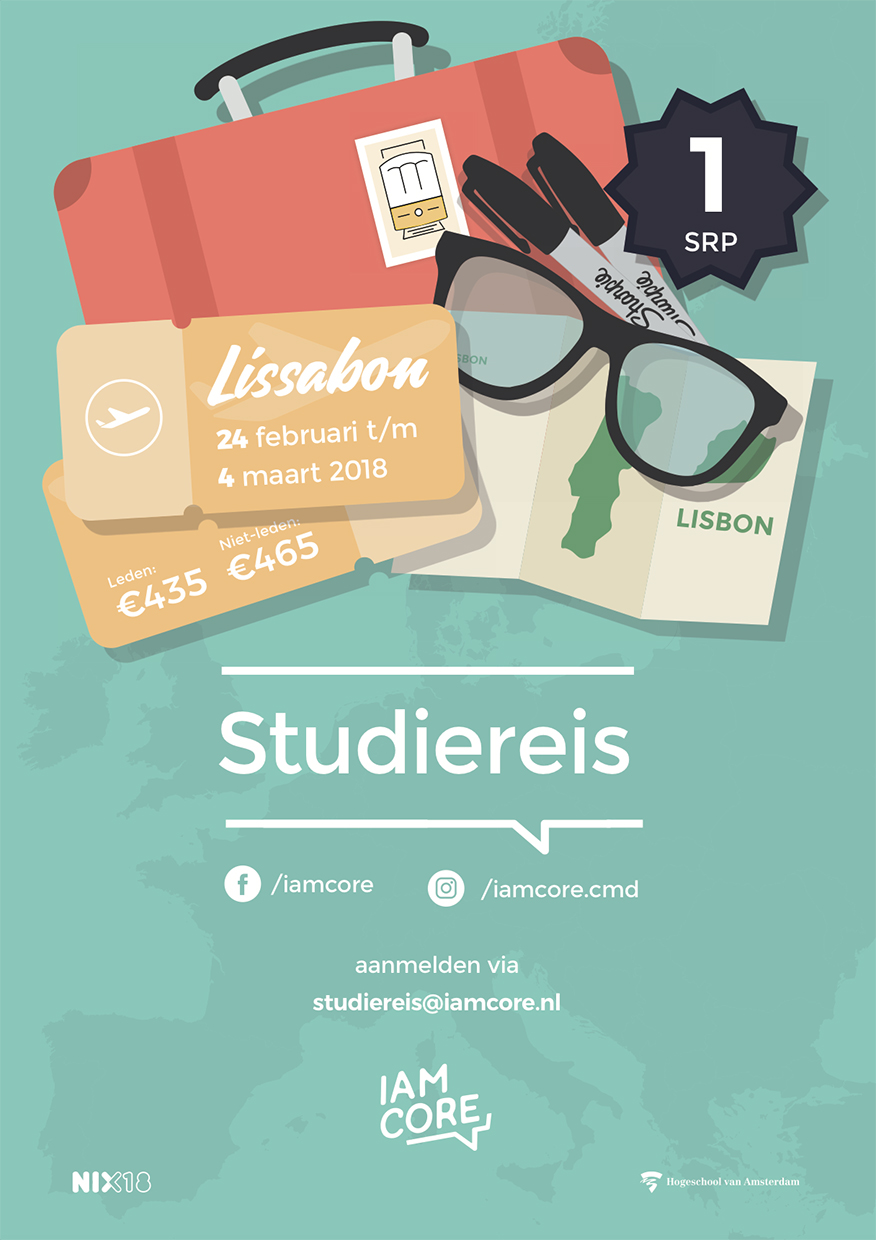 1
SRP
Sharpie
Sharpie
Lissabon
24 februari t/m
4 maart 2018
LISBON
Leden:
€435
Niet-leden:
€465
Studiereis
/iamcore
/iamcore.cmd
aanmelden via
studiereis@iamcore.nl
IAM
CORE
NIX18
Hogeschool van Amsterdam